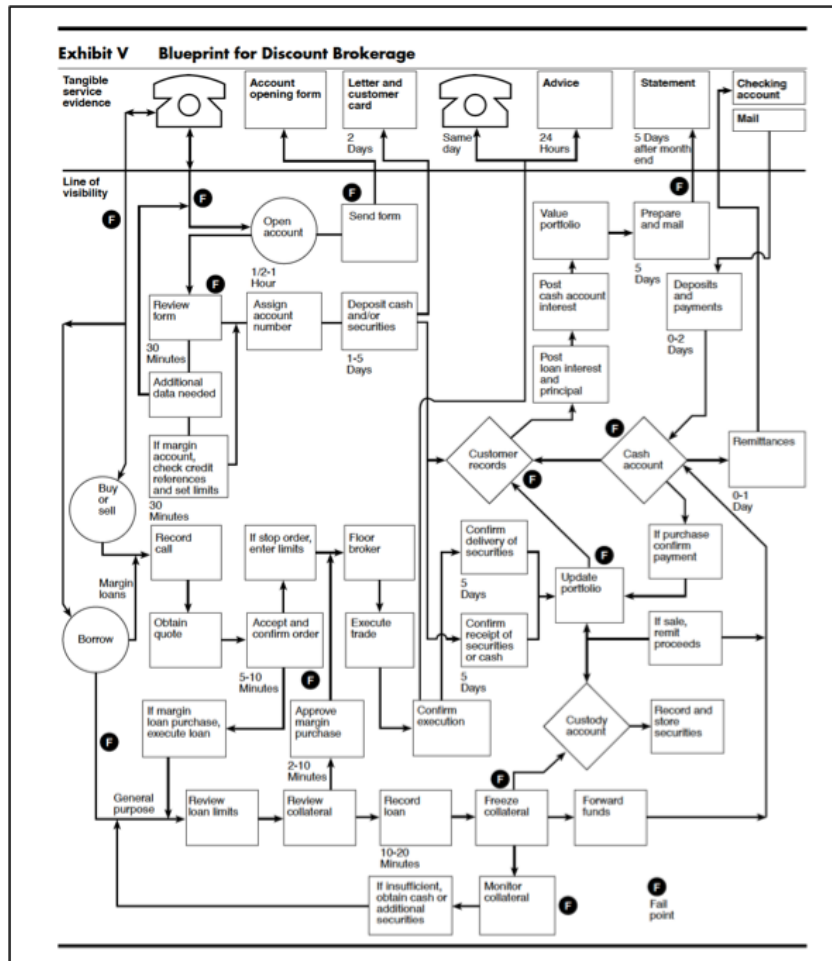 Exhibit V Blueprint for Discount Brokerage
Tangible
service
evidence
Account
opening form
Letter and
customer
card
2
Days
Same
day
Advice
24
Hours
Statement
5 Days
after month
end
Checking
account
Mail
Line of
visibility
F
F
F
F
Open
account
1/2-1
Hour
Send form
Value
portfolio
Prepare
and mail
5
Days
Deposits
and
payments
0-2
Days
F
Review
form
30
Minutes
Assign
account
number
Deposit cash
and/or
securities
1-5
Days
Post
cash account
interest
Post
loan interest
and
principal
Additional
data needed
If margin
account,
check credit
references
and set limits
30
Minutes
Customer
records
F
F
Cash
account
Remittances
0-1
Day
Buy
or
sell
Record
call
If stop order,
enter limits
Floor
broker
Confirm
delivery of
securities
5
Days
F
Update
portfolio
If purchase
confirm
payment
Margin
loans
Borrow
Obtain
quote
Accept and
confirm order
5-10
Minutes
F
Execute
trade
Confirm
receipt of
securities
or cash
5
Days
If sale,
remit
proceeds
F
If margin
loan purchase,
execute loan
Approve
margin
purchase
2-10
Minutes
Confirm
execution
Custody
account
Record and
store
securities
General
purpose
Review
loan limits
Review
collateral
Record
loan
10-20
Minutes
F
Freeze
collateral
Forward
funds
If insufficient,
obtain cash or
additional
securities
Monitor
collateral
F
F
Fail
point